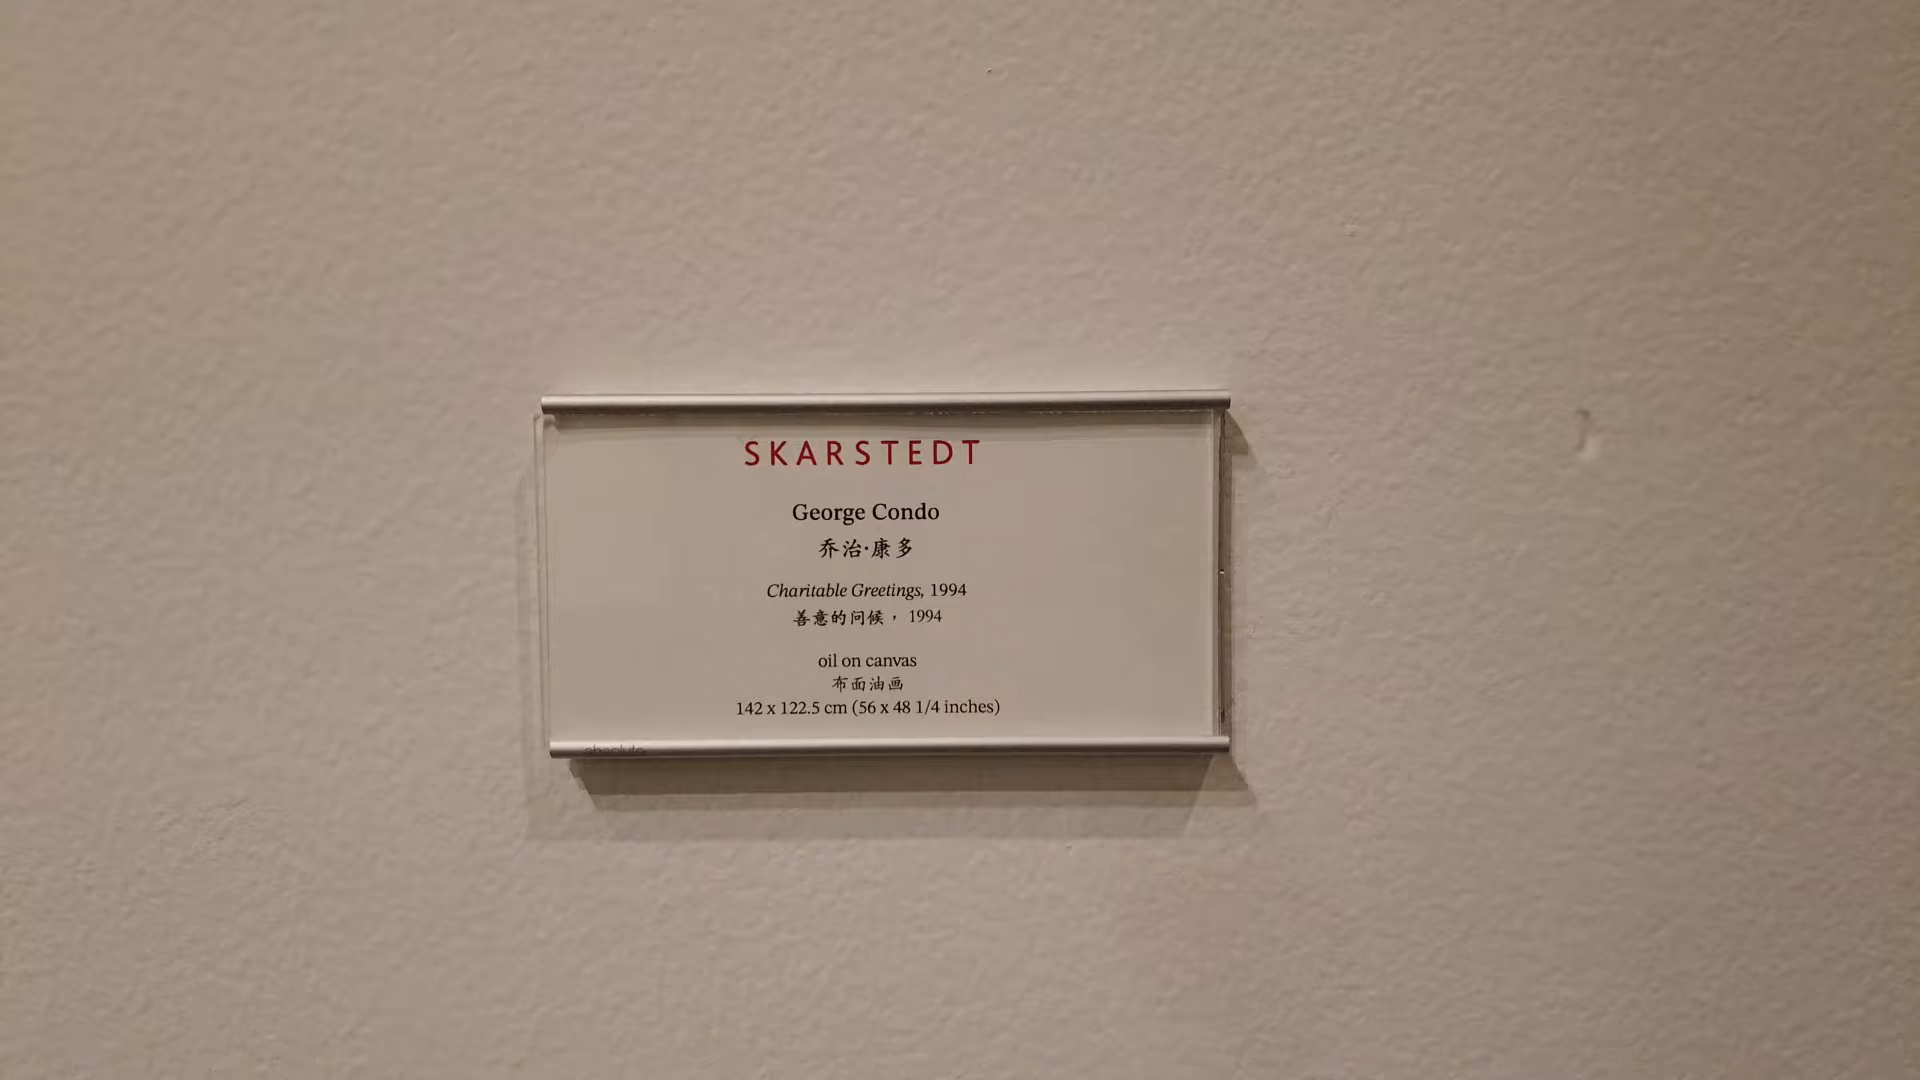 SKARSTEDT
George Condo
乔治·康多
Charitable Greetings, 1994
善意的问候，1994
oil on canvas
布面油画
142 x 122.5 cm (56 x 48 1/4 inches)
absolute